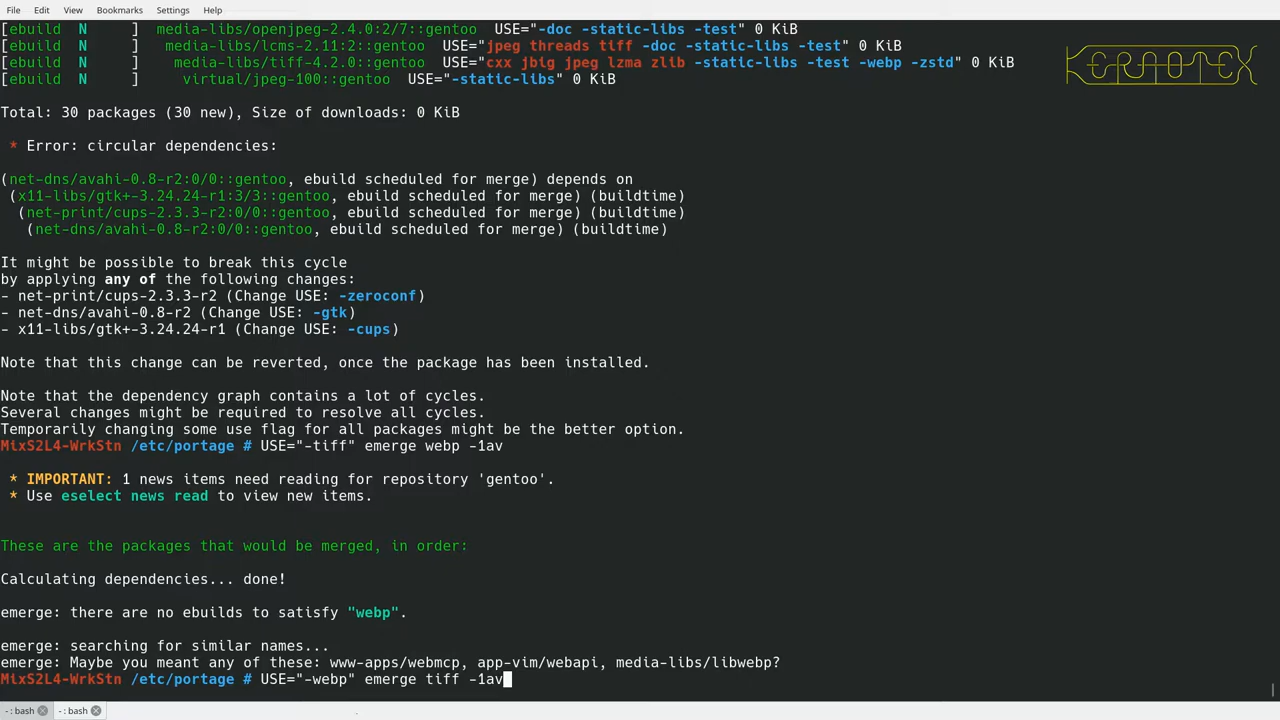 File Edit View Bookmarks Settings Help
[ebuild  N     ]  media-libs/openjpeg-2.4.0:2/7::gentoo  USE="-doc -static-libs -test" 0 KiB
[ebuild  N     ]   media-libs/lcms-2.11:2::gentoo  USE="jpeg threads tiff -doc -static-libs -test" 0 KiB
[ebuild  N     ]    media-libs/tiff-4.2.0::gentoo  USE="cxx jbig jpeg lzma zlib -static-libs -test -webp -zstd" 0 KiB
[ebuild  N     ]     virtual/jpeg-100::gentoo  USE="-static-libs" 0 KiB
KERNOTEX
Total: 30 packages (30 new), Size of downloads: 0 KiB
* Error: circular dependencies:
(net-dns/avahi-0.8-r2:0/0::gentoo, ebuild scheduled for merge) depends on
(x11-libs/gtk+-3.24.24-r1:3/3::gentoo, ebuild scheduled for merge) (buildtime)
(net-print/cups-2.3.3-r2:0/0::gentoo, ebuild scheduled for merge) (buildtime)
(net-dns/avahi-0.8-r2:0/0::gentoo, ebuild scheduled for merge) (buildtime)
It might be possible to break this cycle
by applying any of the following changes:
- net-print/cups-2.3.3-r2 (Change USE: -zeroconf)
- net-dns/avahi-0.8-r2 (Change USE: -gtk)
- x11-libs/gtk+-3.24.24-r1 (Change USE: -cups)
Note that this change can be reverted, once the package has been installed.
Note that the dependency graph contains a lot of cycles.
Several changes might be required to resolve all cycles.
Temporarily changing some use flag for all packages might be the better option.
MixS2L4-WrkStn /etc/portage # USE="-tiff" emerge webp -1av
* IMPORTANT: 1 news items need reading for repository 'gentoo'.
* Use eselect news read to view new items.
These are the packages that would be merged, in order:
Calculating dependencies... done!
emerge: there are no ebuilds to satisfy "webp".
emerge: searching for similar names...
emerge: Maybe you meant any of these: www-apps/webmcp, app-vim/webapi, media-libs/libwebp?
MixS2L4-WrkStn /etc/portage # USE="-webp" emerge tiff -1av
- : bash - : bash